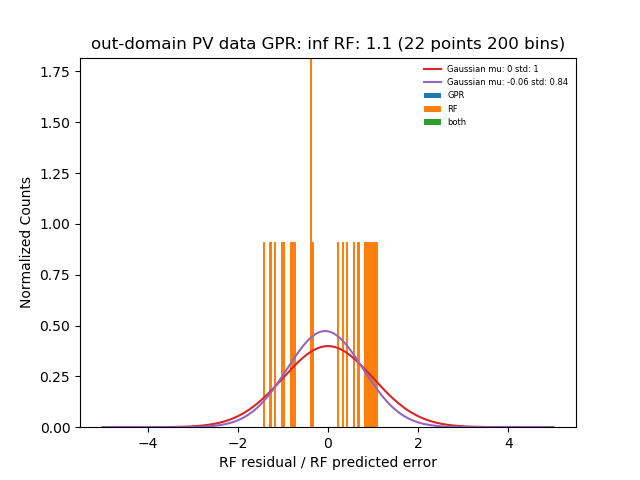 out-domain PV data GPR: inf RF: 1.1 (22 points 200 bins)
Gaussian mu: 0 std: 1
Gaussian mu: -0.06 std: 0.84
GPR
RF
both
Normalized Counts
1.75
1.50
1.25
1.00
0.75
0.50
0.25
0.00
−4 −2 0 2 4
RF residual / RF predicted error